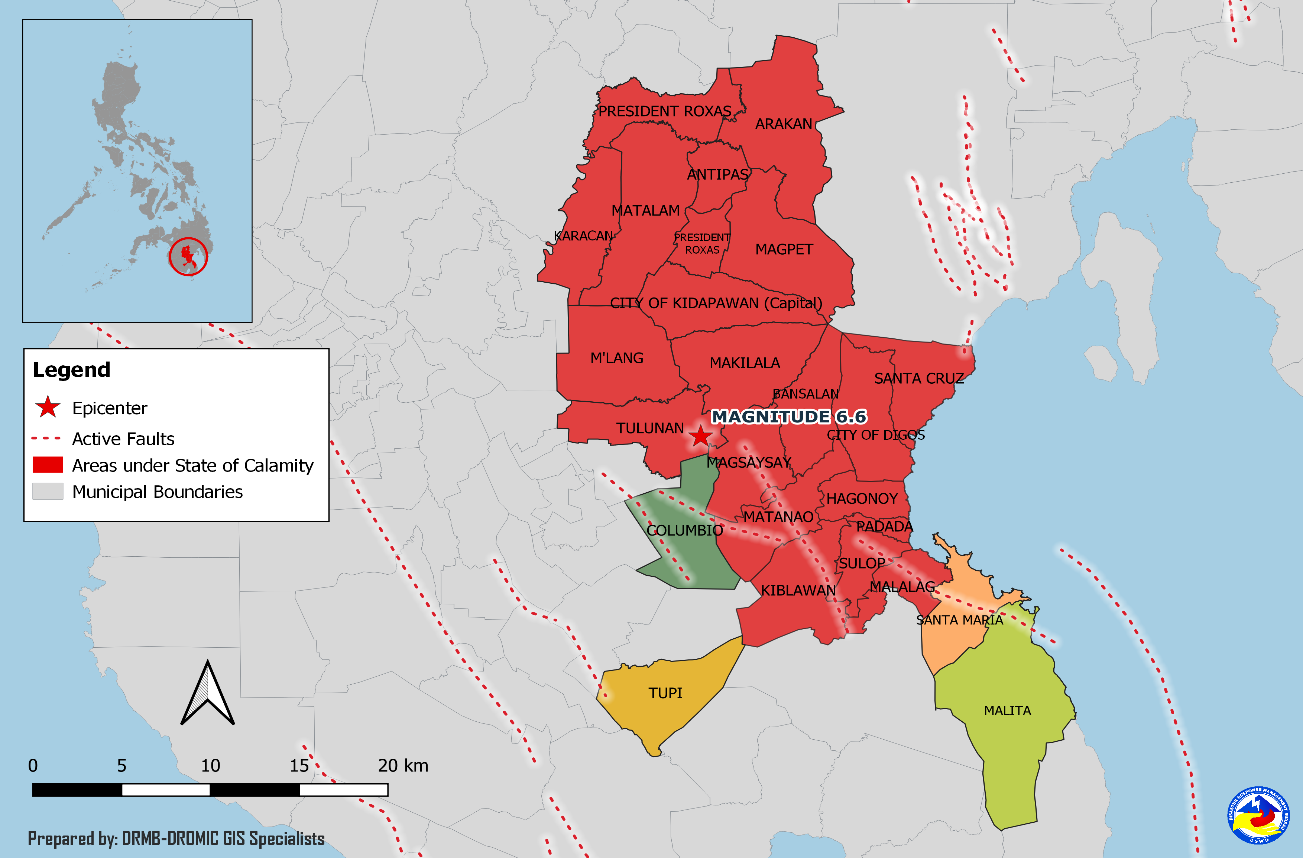 PRESIDENT ROXAS
ARAKAN
ANTIPAS
MATALAM
KARACAN
PRESIDENT
ROXAS
MAGPET
CITY OF KIDAPAWAN (Capital)
M'LANG
MAKILALA
SANTA CRUZ
BANSALAN
MAGNITUDE 6.6
TULUNAN
CITY OF DIGOS
MAGSAYSAY
HAGONOY
MATANAO
PADADA
COLUMBIO
SULOP
KIBLAWAN
MALALAG
SANTA MARIA
TUPI
MALITA
Legend
Epicenter
Active Faults
Areas under State of Calamity
Municipal Boundaries
0 5 10 15 20 km
Prepared by: DRMB-DROMIC GIS Specialists
DSWD